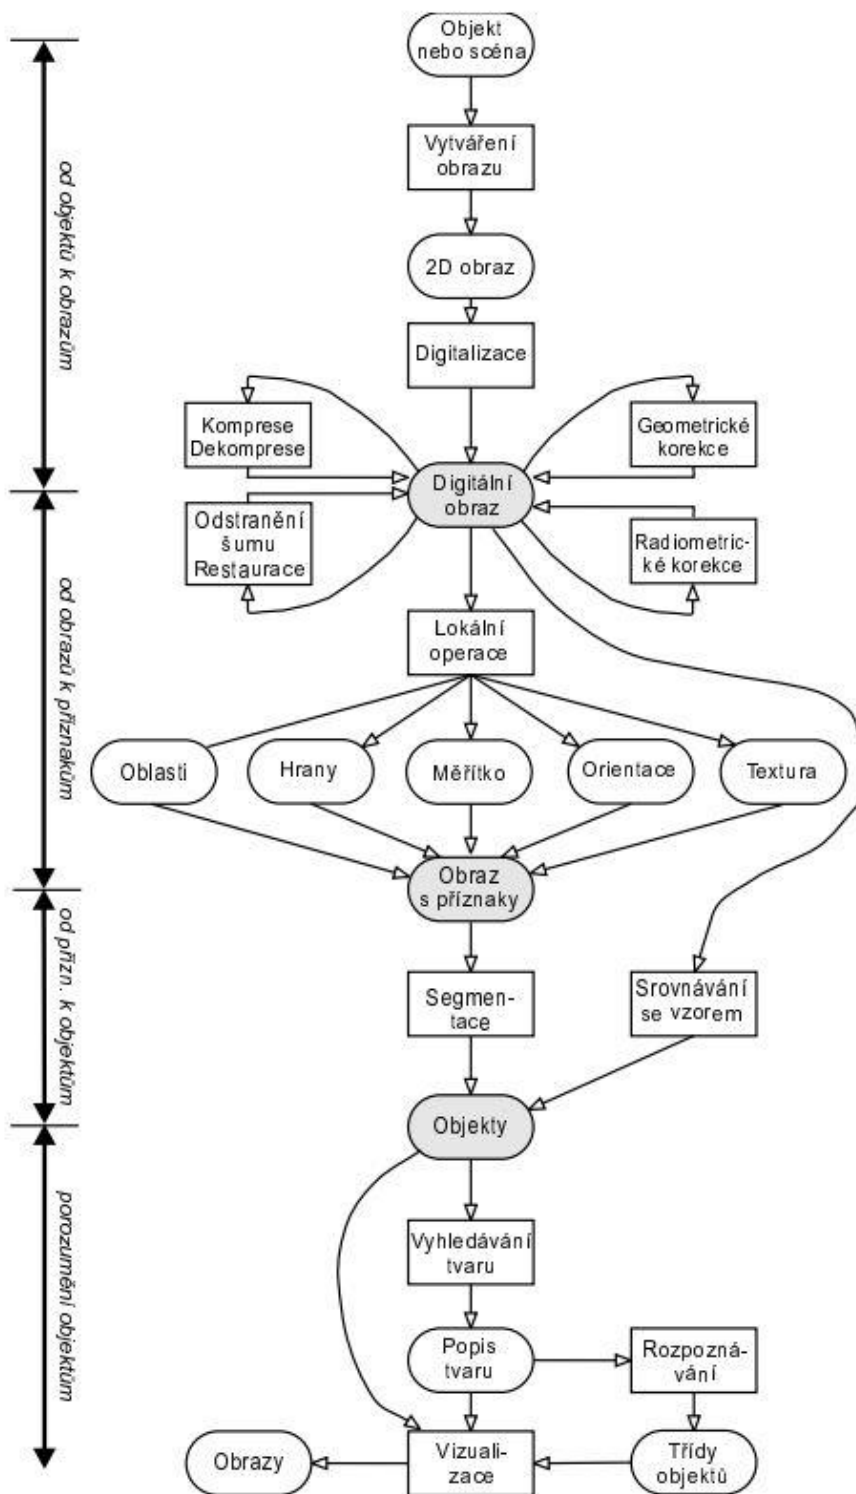 Objekt
nebo scéna
Vytváření
obrazu
2D obraz
Digitalizace
od objektů k obrazům
Komprese
Dekomprese
Geometrické
korekce
Digitální
obraz
Odstranění
šumu
Restaurace
Radiometric-
ké korekce
Lokální
operace
od obrazů k příznakům
Oblasti
Hrany
Měřítko
Orientace
Textura
Obraz
s příznaky
od přízn. k objektům
Segmen-
tace
Srovnávání
se vzorem
Objekty
porozumění objektům
Vyhledávání
tvaru
Popis
tvaru
Rozpozná-
vání
Obrazy
Vizuali-
zace
Třídy
objektů